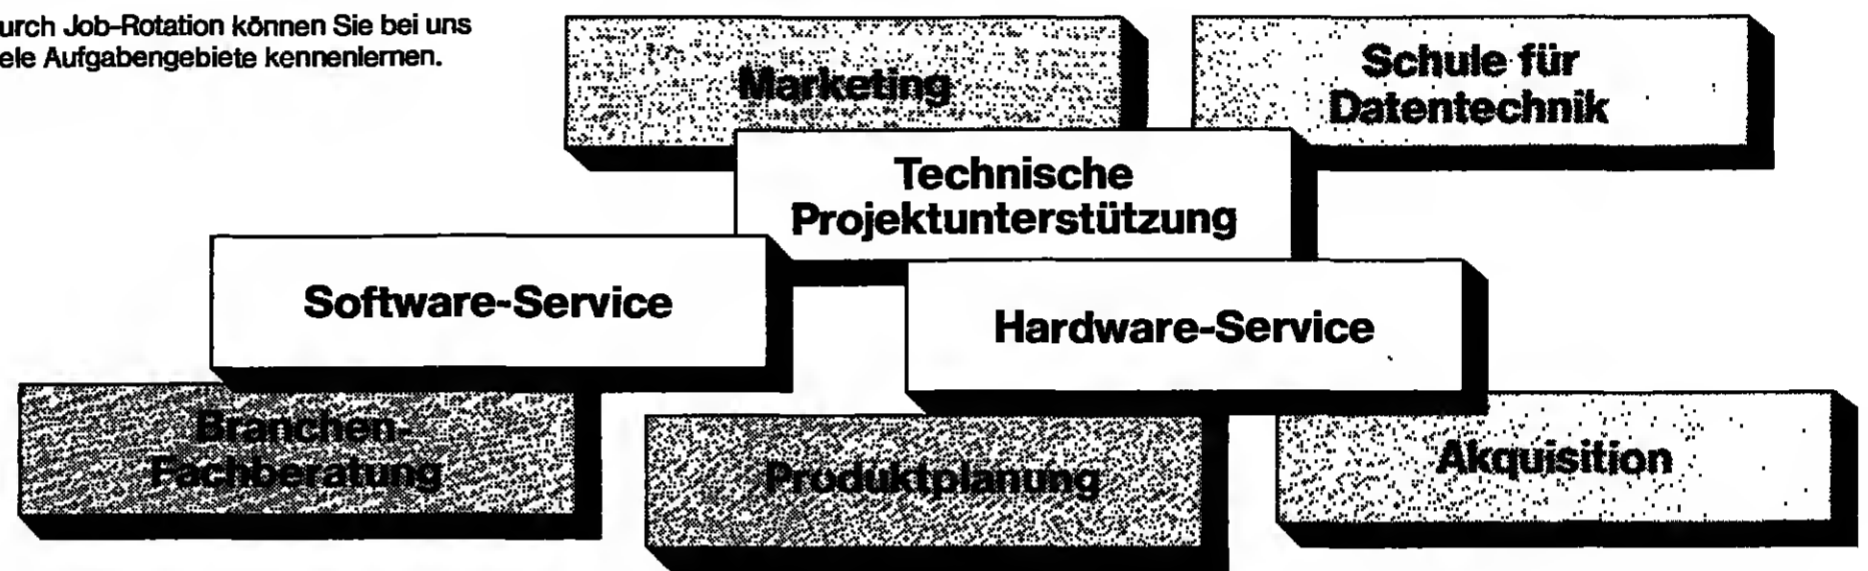 urch Job-Rotation können Sie bei uns
ele Aufgabengebiete kennenlernen.
Marketing
Schule für
Datentechnik
Technische
Projektunterstützung
Software-Service
Hardware-Service
Branchen-
Fachberatung
Produktplanung
Akquisition